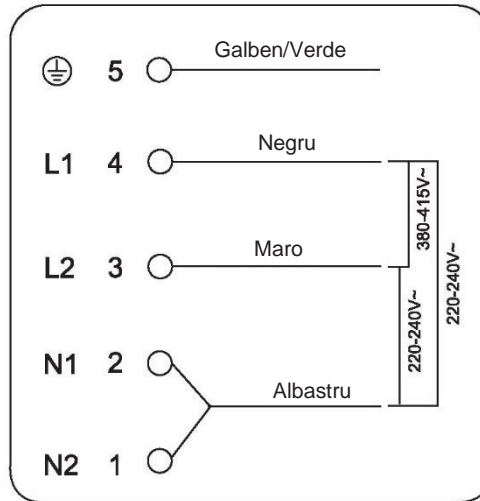 5 Galben/Verde
L1 4 Negru
L2 3 Maro
N1 2
Albastru
N2 1
380-415V~
220-240V~
220-240V~